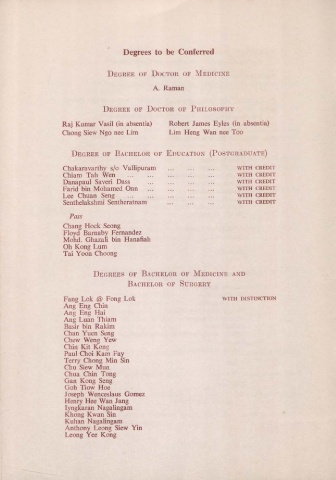 Degrees to be Conferred
DEGREE OF DOCTOR OF MEDICINE
A. Raman
DEGREE OF DOCTOR OF PHILOSOPHY
Raj Kumar Vasil (in absentia) Robert James Eyles (in absentia)
Chong Siew Ngo nee Lim Lim Heng Wan nee Too
DEGREE OF BACHELOR OF EDUCATION (POSTGRADUATE)
Chakaravarthy s/o Vallipuram ... ... ... WITH CREDIT
Chiam Tah Wen ... ... ... ... ... WITH CREDIT
Danapaul Saveri Dass ... ... ... ... WITH CREDIT
Farid bin Mohamed Onn ... ... ... ... WITH CREDIT
Lee Chuan Seng ... ... ... ... ... WITH CREDIT
Senthelakshmi Sentheratnam ... ... ... WITH CREDIT
Pass
Chang Hock Seong
Floyd Barnaby Fernandez
Mohd. Ghazali bin Hanafiah
Oh Kong Lum
Tai Yoon Choong
DEGREES OF BACHELOR OF MEDICINE AND
BACHELOR OF SURGERY
Fung Lok @ Fong Lok WITH DISTINCTION
Ang Eng Chin
Ang Eng Hai
Ang Luan Thiam
Basir bin Rakim
Chan Yuen Sung
Chew Weng Yew
Chin Kit Kong
Paul Choi Kam Fay
Terry Chong Min Sin
Chu Siew Mun
Chua Chin Tong
Gan Kong Seng
Goh Tiow Hoe
Joseph Wenceslaus Gomez
Henry Hee Wan Jang
Iyngkaran Nagalingam
Khong Kwan Sin
Kuhan Nagalingam
Anthony Leong Siew Yin
Leong Yee Kong